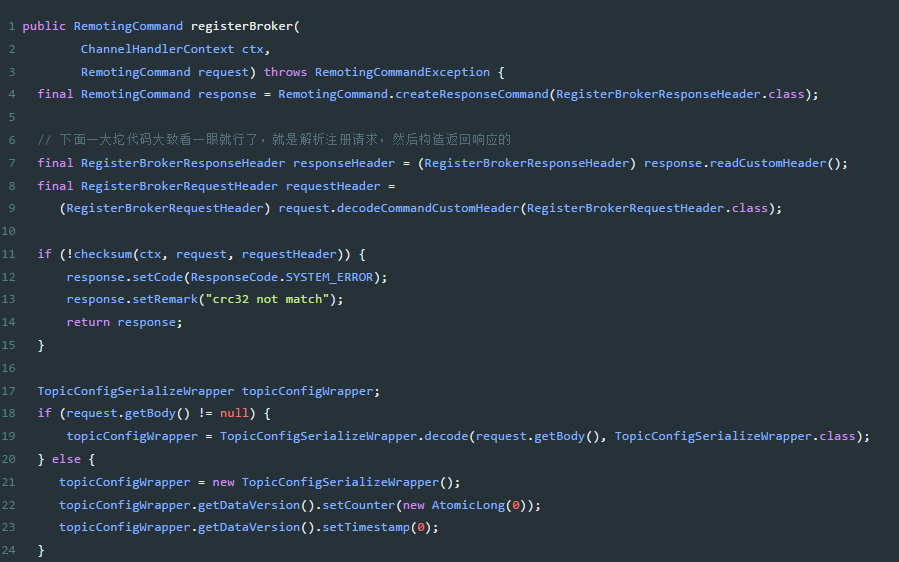 1 public RemotingCommand registerBroker(
2 ChannelHandlerContext ctx,
3 RemotingCommand request) throws RemotingCommandException {
4 final RemotingCommand response = RemotingCommand.createResponseCommand(RegisterBrokerResponseHeader.class);
5
6 // 下面一大坨代码大致看一眼就行了，就是解析注册请求，然后构造返回响应的
7 final RegisterBrokerResponseHeader responseHeader = (RegisterBrokerResponseHeader) response.readCustomHeader();
8 final RegisterBrokerRequestHeader requestHeader =
9 (RegisterBrokerRequestHeader) request.decodeCommandCustomHeader(RegisterBrokerRequestHeader.class);
10
11 if (!checksum(ctx, request, requestHeader)) {
12 response.setCode(ResponseCode.SYSTEM_ERROR);
13 response.setRemark("crc32 not match");
14 return response;
15 }
16
17 TopicConfigSerializeWrapper topicConfigWrapper;
18 if (request.getBody() != null) {
19 topicConfigWrapper = TopicConfigSerializeWrapper.decode(request.getBody(), TopicConfigSerializeWrapper.class);
20 } else {
21 topicConfigWrapper = new TopicConfigSerializeWrapper();
22 topicConfigWrapper.getDataVersion().setCounter(new AtomicLong(0));
23 topicConfigWrapper.getDataVersion().setTimestamp(0);
24 }